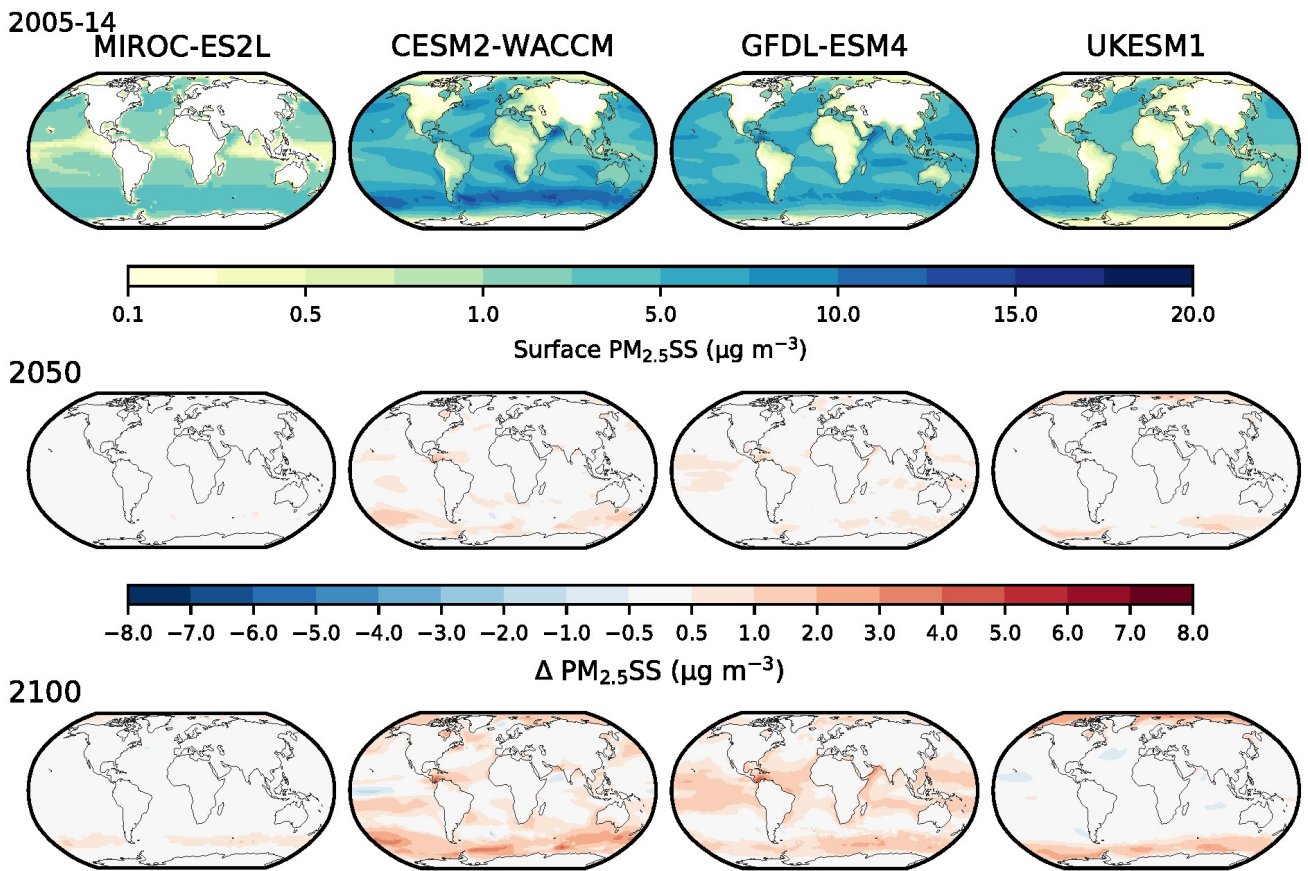 2005-14
MIROC-ES2L CESM2-WACCM GFDL-ESM4 UKESM1
0.1 0.5 1.0 5.0 10.0 15.0 20.0
Surface PM₂.₅SS (µg m⁻³)
2050
−8.0 −7.0 −6.0 −5.0 −4.0 −3.0 −2.0 −1.0 −0.5 0.5 1.0 2.0 3.0 4.0 5.0 6.0 7.0 8.0
Δ PM₂.₅SS (µg m⁻³)
2100